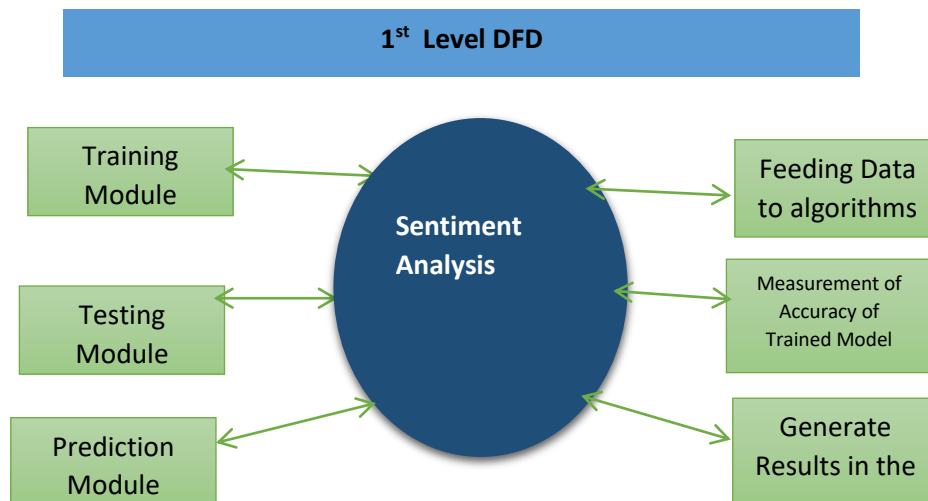 1st Level DFD
Training
Module
Testing
Module
Prediction
Module
Sentiment
Analysis
Feeding Data
to algorithms
Measurement of
Accuracy of
Trained Model
Generate
Results in the